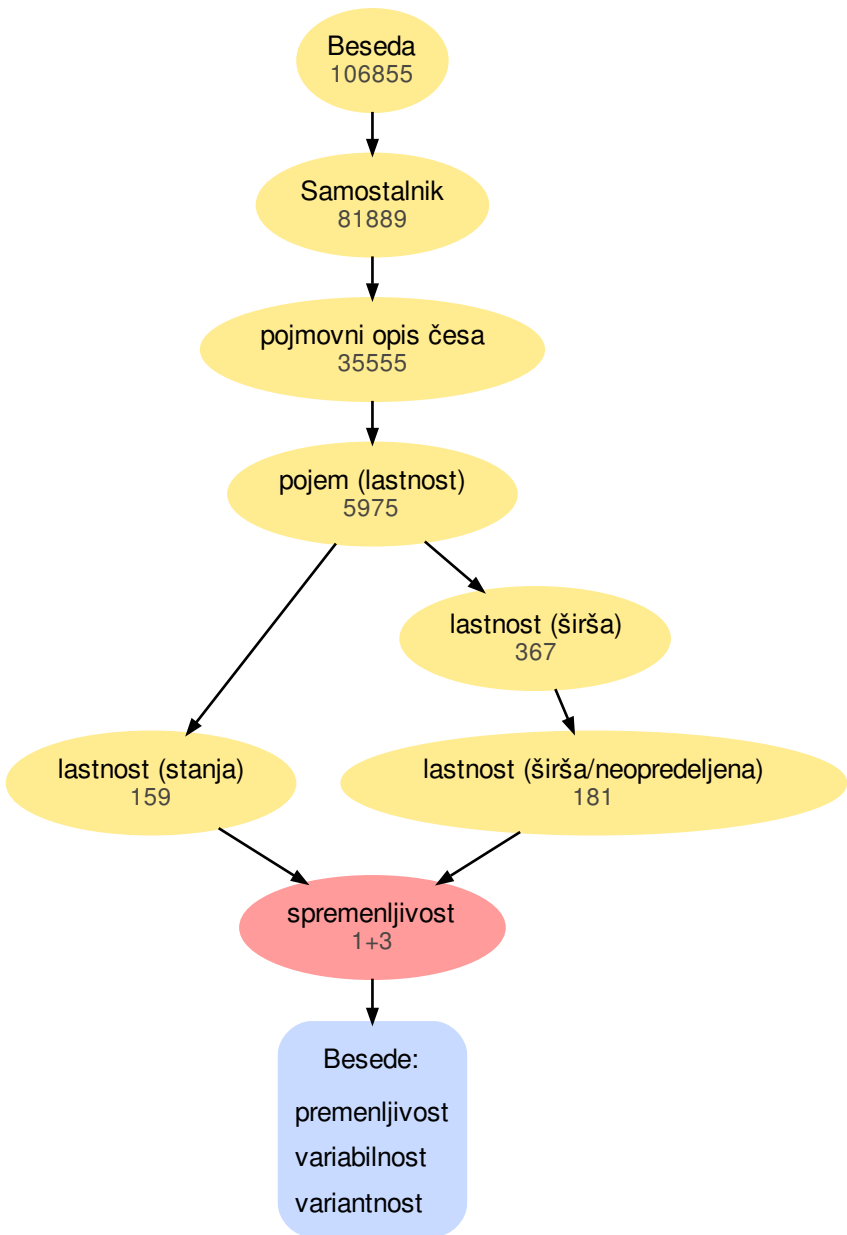 Beseda
106855
Samostalnik
81889
pojmovni opis česa
35555
pojem (lastnost)
5975
lastnost (širša)
367
lastnost (stanja)
159
lastnost (širša/neopredeljena)
181
spremenljivost
1+3
Besede:
premenljivost
variabilnost
variantnost